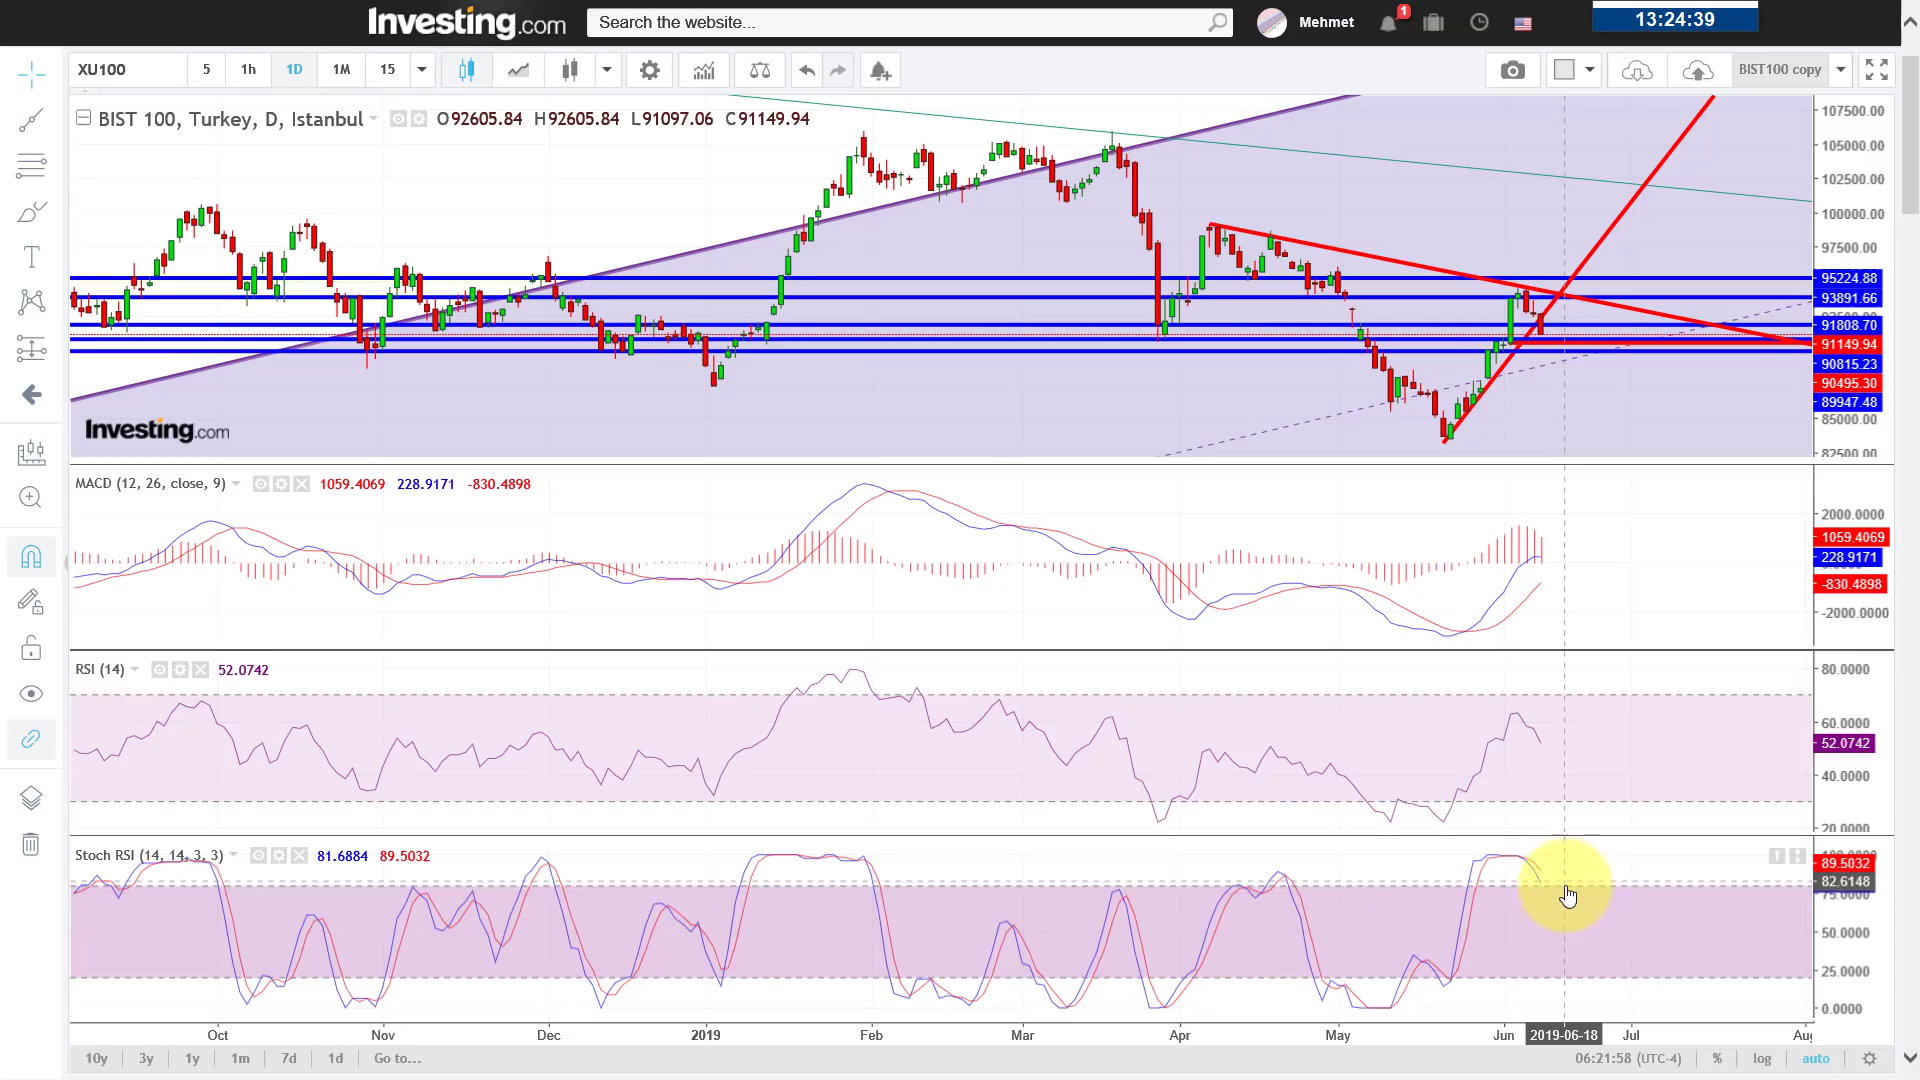 Investing.com
Search the website...
Mehmet
1
13:24:39
XU100
5
1h
1D
1M
15
BIST100 copy
BIST 100, Turkey, D, Istanbul
O92605.84 H92605.84 L91097.06 C91149.94
107500.00
105000.00
102500.00
100000.00
97500.00
95224.88
93891.66
91808.70
91149.94
90815.23
90495.30
89947.48
85000.00
82500.00
Investing.com
MACD (12, 26, close, 9)
1059.4069 228.9171 -830.4898
2000.0000
1059.4069
228.9171
-830.4898
-2000.0000
RSI (14)
52.0742
80.0000
60.0000
52.0742
40.0000
20.0000
Stoch RSI (14, 14, 3, 3)
81.6884 89.5032
89.5032
82.6148
50.0000
25.0000
0.0000
Oct
Nov
Dec
2019
Feb
Mar
Apr
May
Jun
2019-06-18
Jul
Aug
10y
3y
1y
1m
7d
1d
Go to...
06:21:58 (UTC-4)
%
log
auto